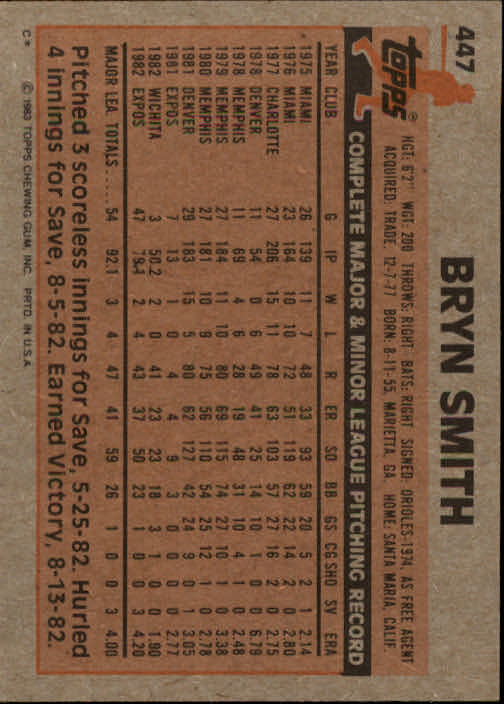 447
topps®
BRYN SMITH
HGT: 6'2" WGT: 200 THROWS: RIGHT BATS: RIGHT SIGNED: ORIOLES-1974, AS FREE AGENT
ACQUIRED: TRADE, 12-7-77 BORN: 8-11-55, MARIETTA, GA. HOME: SANTA MARIA, CALIF.
COMPLETE MAJOR & MINOR LEAGUE PITCHING RECORD
YEAR CLUB G IP W L R ER SO BB GS CG SHO SV ERA
1975 MIAMI 26 139 11 7 48 33 93 59 20 5 2 1 2.14
1976 MIAMI 23 164 10 10 72 51 119 62 22 14 2 0 2.80
1977 CHARLOTTE 27 206 15 11 78 63 103 57 27 16 2 0 2.75
1978 DENVER 11 54 0 6 49 41 25 14 10 1 0 0 6.79
1978 MEMPHIS 11 69 4 6 28 19 48 31 10 4 1 0 2.48
1979 MEMPHIS 27 184 11 10 80 69 115 74 27 10 1 0 3.38
1980 MEMPHIS 27 181 10 9 75 56 110 54 25 12 1 0 2.78
1981 DENVER 29 183 15 5 80 62 127 42 24 9 0 1 3.05
1981 EXPOS 7 13 1 0 4 4 9 3 0 0 0 0 2.77
1982 WICHITA 3 50.2 2 0 23 23 18 3 1 0 0 1.90
1982 EXPOS 47 79.1 2 4 43 37 50 23 1 0 0 3 4.20
MAJOR LEA. TOTALS..... 54 92.1 3 4 47 41 59 26 1 0 0 3 4.00
Pitched 3 scoreless innings for Save, 5-25-82. Hurled
4 innings for Save, 8-5-82. Earned Victory, 8-13-82.
C* © 1983 TOPPS CHEWING GUM, INC. PRTD. IN U.S.A.